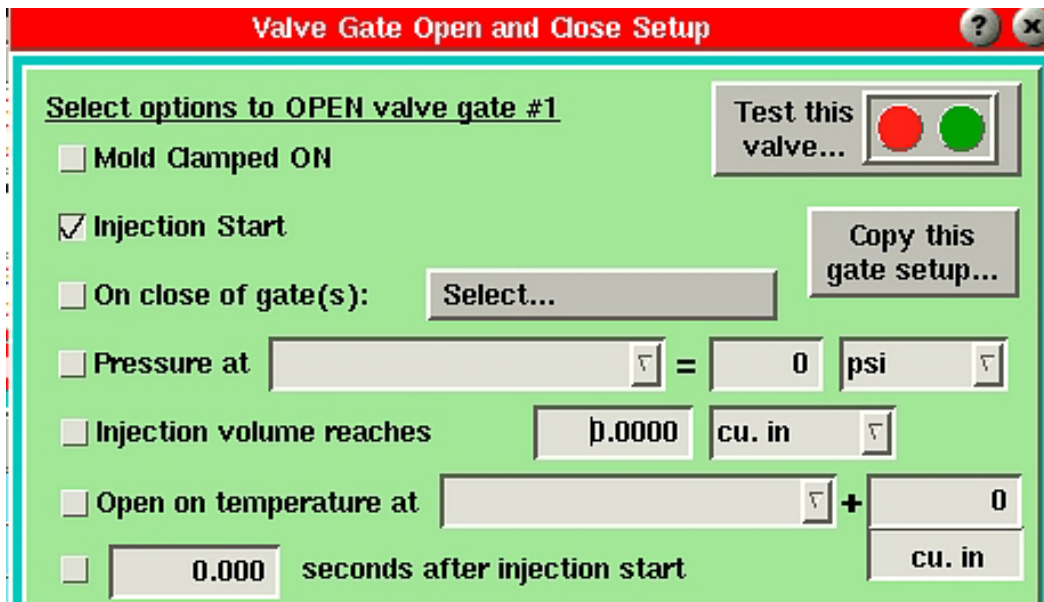 Valve Gate Open and Close Setup ? x
Select options to OPEN valve gate #1
Test this
valve...
Mold Clamped ON
Injection Start
Copy this
gate setup...
On close of gate(s): Select...
Pressure at = 0 psi
Injection volume reaches 0.0000 cu. in
Open on temperature at + 0
cu. in
0.000 seconds after injection start